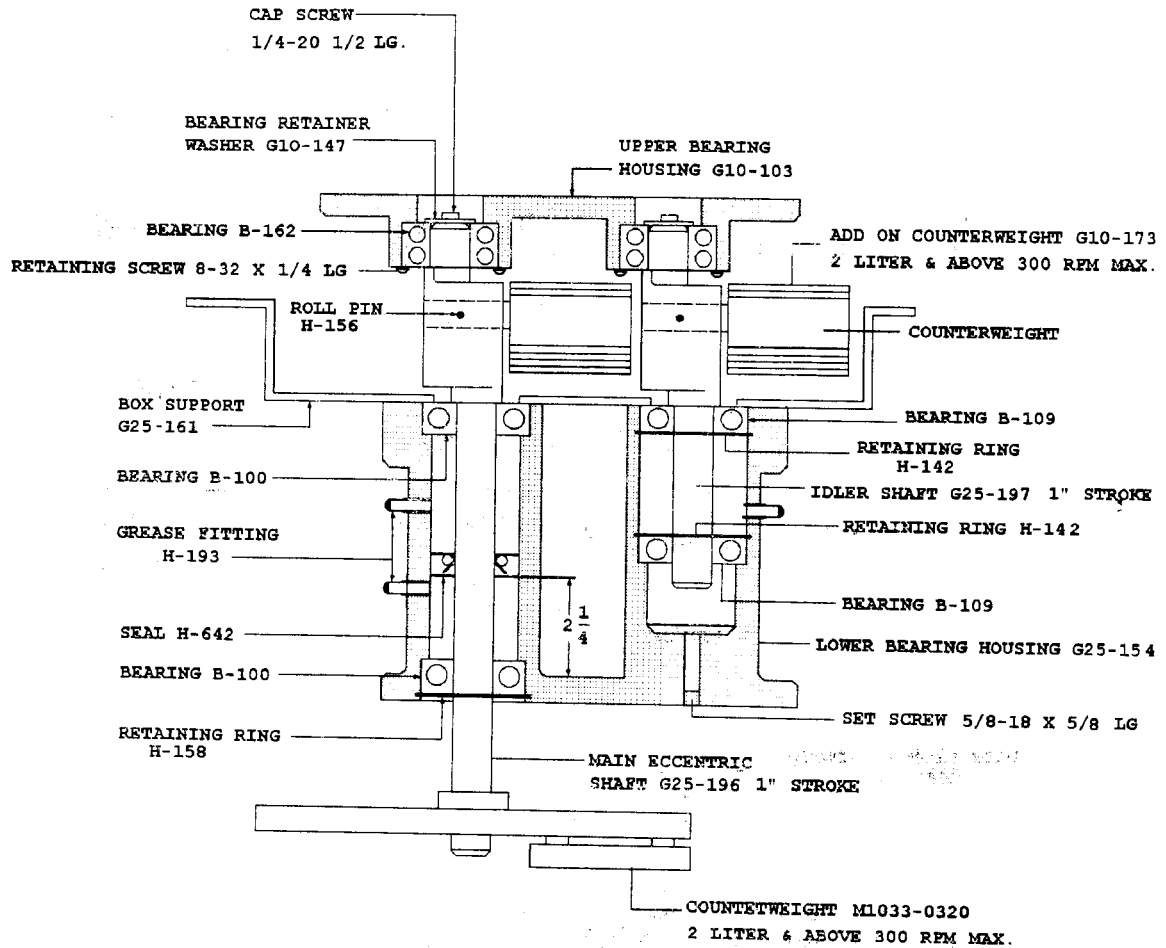 CAP SCREW
1/4-20 1/2 LG.
BEARING RETAINER
WASHER G10-147
UPPER BEARING
HOUSING G10-103
BEARING B-162
ADD ON COUNTERWEIGHT G10-173
2 LITER & ABOVE 300 RPM MAX.
RETAINING SCREW 8-32 X 1/4 LG
ROLL PIN
H-156
COUNTERWEIGHT
BOX SUPPORT
G25-161
BEARING B-109
RETAINING RING
H-142
BEARING B-100
IDLER SHAFT G25-197 1" STROKE
GREASE FITTING
H-193
RETAINING RING H-142
BEARING B-109
2 1/4
SEAL H-642
LOWER BEARING HOUSING G25-154
BEARING B-100
SET SCREW 5/8-18 X 5/8 LG
RETAINING RING
H-158
MAIN ECCENTRIC
SHAFT G25-196 1" STROKE
COUNTETWEIGHT M1033-0320
2 LITER & ABOVE 300 RPM MAX.